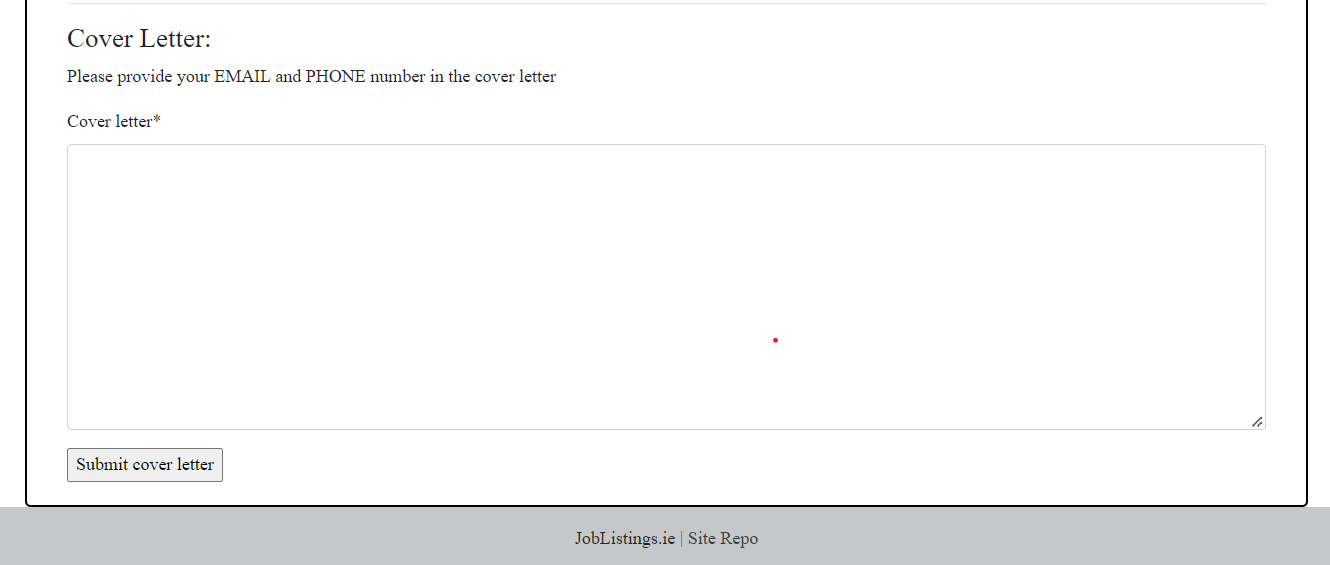 Cover Letter:
Please provide your EMAIL and PHONE number in the cover letter
Cover letter*
Submit cover letter
JobListings.ie | Site Repo